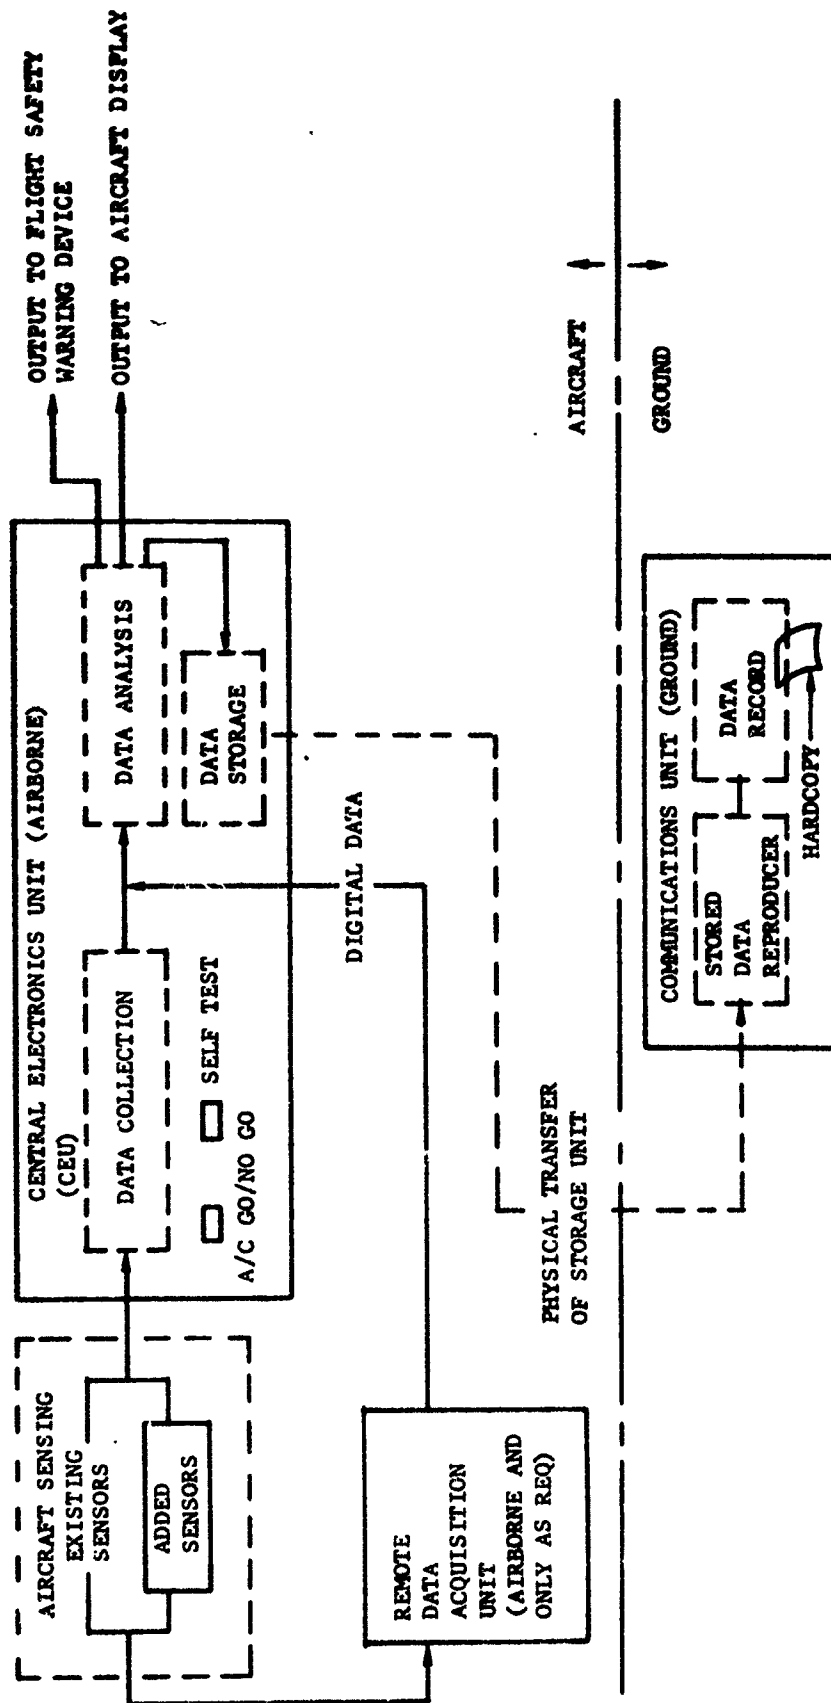 AIRCRAFT SENSING
EXISTING
SENSORS
ADDED
SENSORS
CENTRAL ELECTRONICS UNIT (AIRBORNE)
(CEU)
DATA COLLECTION
A/C GO/NO GO
SELF TEST
DATA ANALYSIS
DATA
STORAGE
OUTPUT TO FLIGHT SAFETY
WARNING DEVICE
OUTPUT TO AIRCRAFT DISPLAY
REMOTE
DATA
ACQUISITION
UNIT
(AIRBORNE AND
ONLY AS REQ)
DIGITAL DATA
PHYSICAL TRANSFER
OF STORAGE UNIT
AIRCRAFT
GROUND
COMMUNICATIONS UNIT (GROUND)
STORED
DATA
REPRODUCER
DATA
RECORD
HARDCOPY